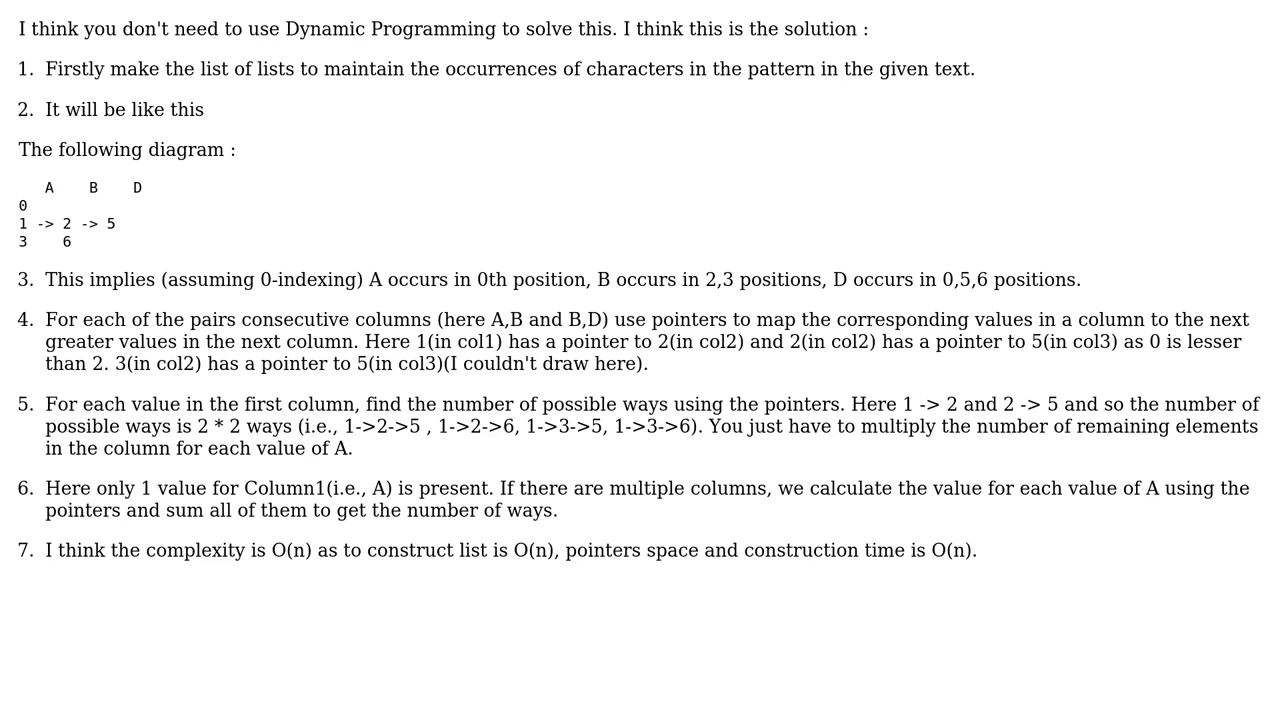 I think you don't need to use Dynamic Programming to solve this. I think this is the solution :
1. Firstly make the list of lists to maintain the occurrences of characters in the pattern in the given text.
2. It will be like this
The following diagram :
   A    B    D
0
1 -> 2 -> 5
3    6
3. This implies (assuming 0-indexing) A occurs in 0th position, B occurs in 2,3 positions, D occurs in 0,5,6 positions.
4. For each of the pairs consecutive columns (here A,B and B,D) use pointers to map the corresponding values in a column to the next
greater values in the next column. Here 1(in col1) has a pointer to 2(in col2) and 2(in col2) has a pointer to 5(in col3) as 0 is lesser
than 2. 3(in col2) has a pointer to 5(in col3)(I couldn't draw here).
5. For each value in the first column, find the number of possible ways using the pointers. Here 1 -> 2 and 2 -> 5 and so the number of
possible ways is 2 * 2 ways (i.e., 1->2->5 , 1->2->6, 1->3->5, 1->3->6). You just have to multiply the number of remaining elements
in the column for each value of A.
6. Here only 1 value for Column1(i.e., A) is present. If there are multiple columns, we calculate the value for each value of A using the
pointers and sum all of them to get the number of ways.
7. I think the complexity is O(n) as to construct list is O(n), pointers space and construction time is O(n).